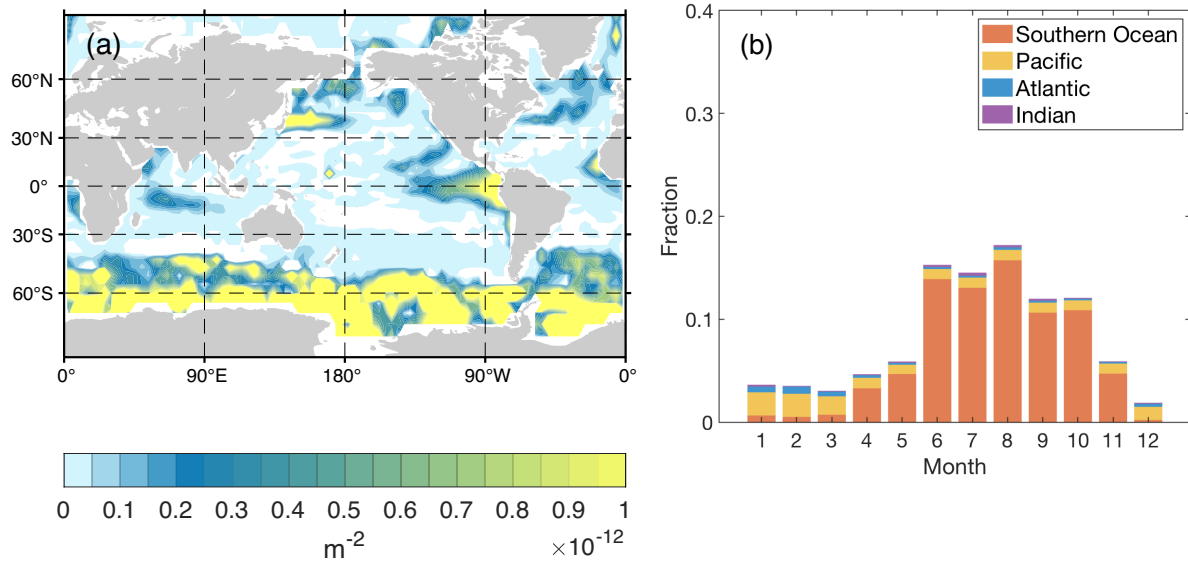 (a)
60°N
30°N
0°
30°S
60°S
0° 90°E 180° 90°W 0°
0 0.1 0.2 0.3 0.4 0.5 0.6 0.7 0.8 0.9 1
m⁻² ×10⁻¹²
(b)
Southern Ocean
Pacific
Atlantic
Indian
0.4
0.3
0.2
0.1
0
Fraction
1 2 3 4 5 6 7 8 9 10 11 12
Month